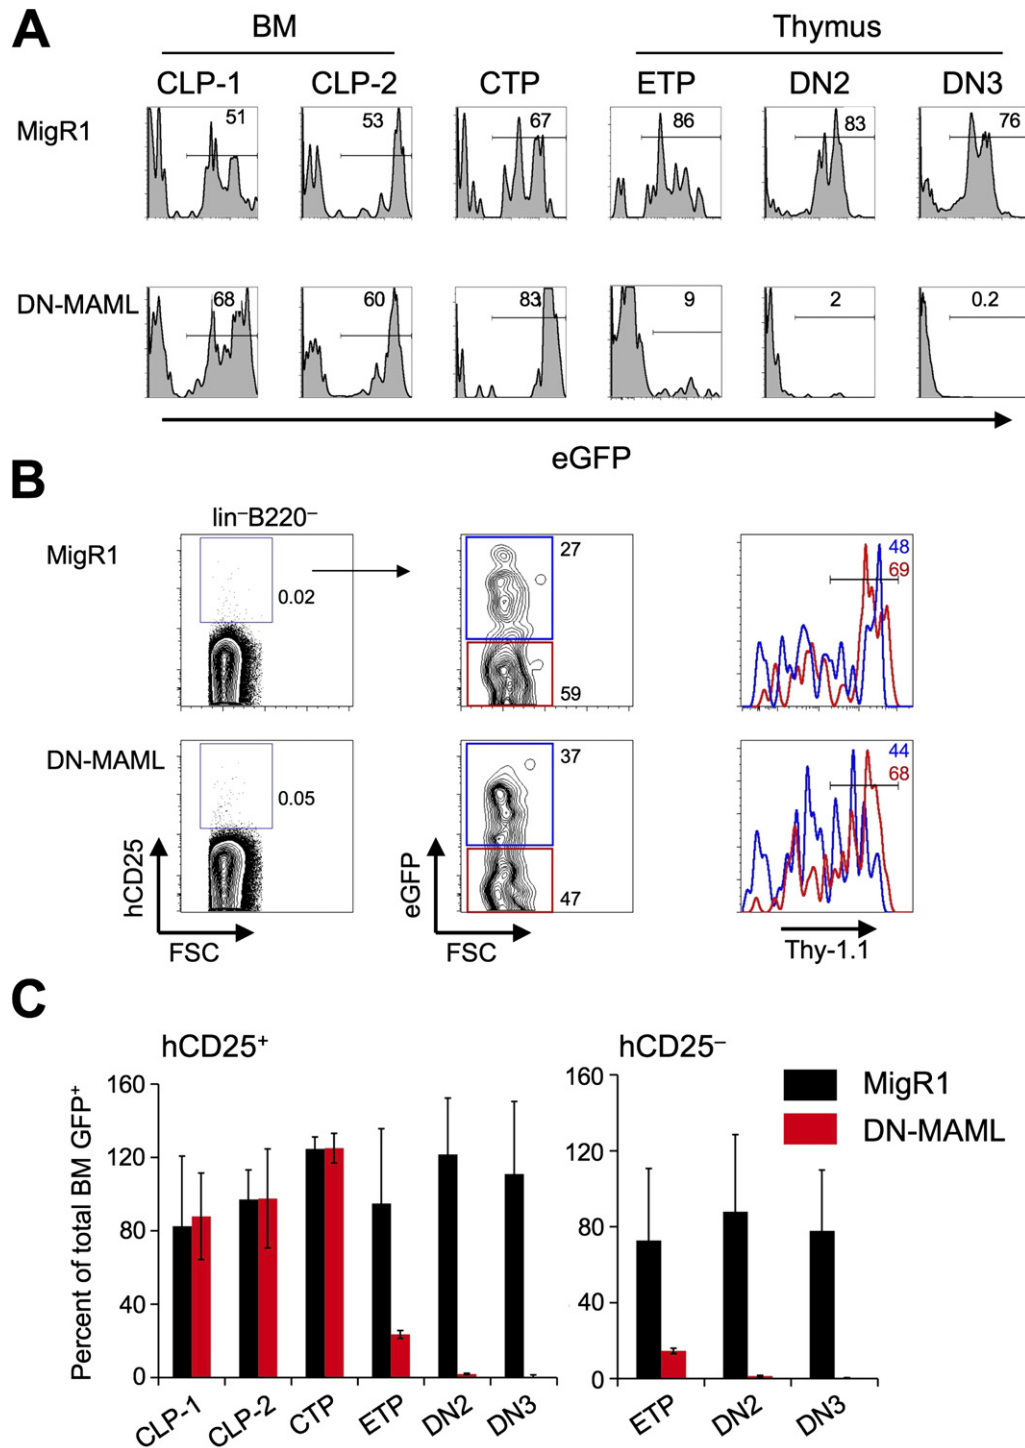 A
BM Thymus
CLP-1 CLP-2 CTP ETP DN2 DN3
MigR1 51 53 67 86 83 76
DN-MAML 68 60 83 9 2 0.2
eGFP
B
lin–B220–
MigR1
0.02
27
59
48
69
DN-MAML
0.05
37
47
44
68
hCD25
FSC
eGFP
FSC
Thy-1.1
C
hCD25+
Percent of total BM GFP+
160
120
80
40
0
CLP-1 CLP-2 CTP ETP DN2 DN3
hCD25–
160
120
80
40
0
ETP DN2 DN3
MigR1
DN-MAML